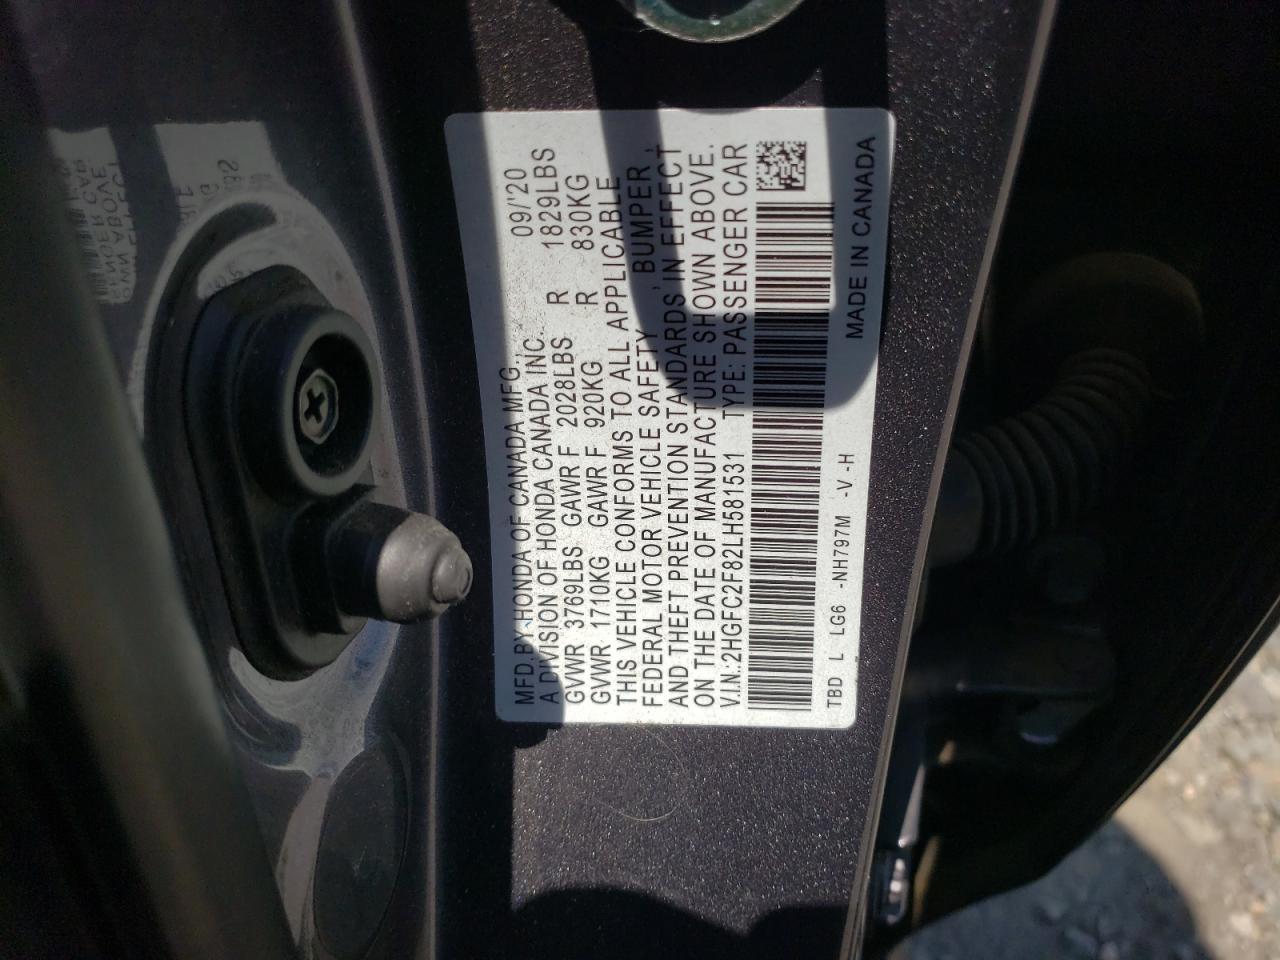 MFD. BY HONDA OF CANADA MFG.,
A DIVISION OF HONDA CANADA INC. 09/'20
GVWR 3769LBS GAWR F 2028LBS R 1829LBS
GVWR 1710KG GAWR F 920KG R 830KG
THIS VEHICLE CONFORMS TO ALL APPLICABLE
FEDERAL MOTOR VEHICLE SAFETY , BUMPER ,
AND THEFT PREVENTION STANDARDS IN EFFECT
ON THE DATE OF MANUFACTURE SHOWN ABOVE.
V.I.N.:2HGFC2F82LH581531 TYPE: PASSENGER CAR
TBD L LG6 -NH797M -V -H MADE IN CANADA